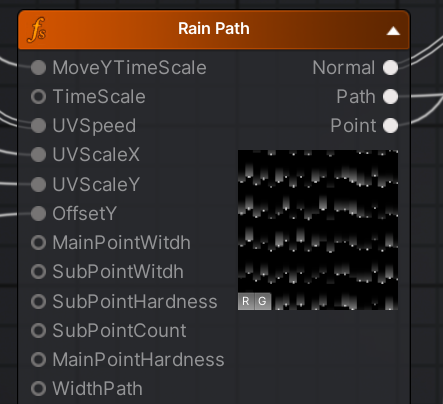 fs Rain Path
MoveYTimeScale Normal
TimeScale Path
UVSpeed Point
UVScaleX
UVScaleY
OffsetY
MainPointWitdh
SubPointWitdh
SubPointHardness
R G
SubPointCount
MainPointHardness
WidthPath